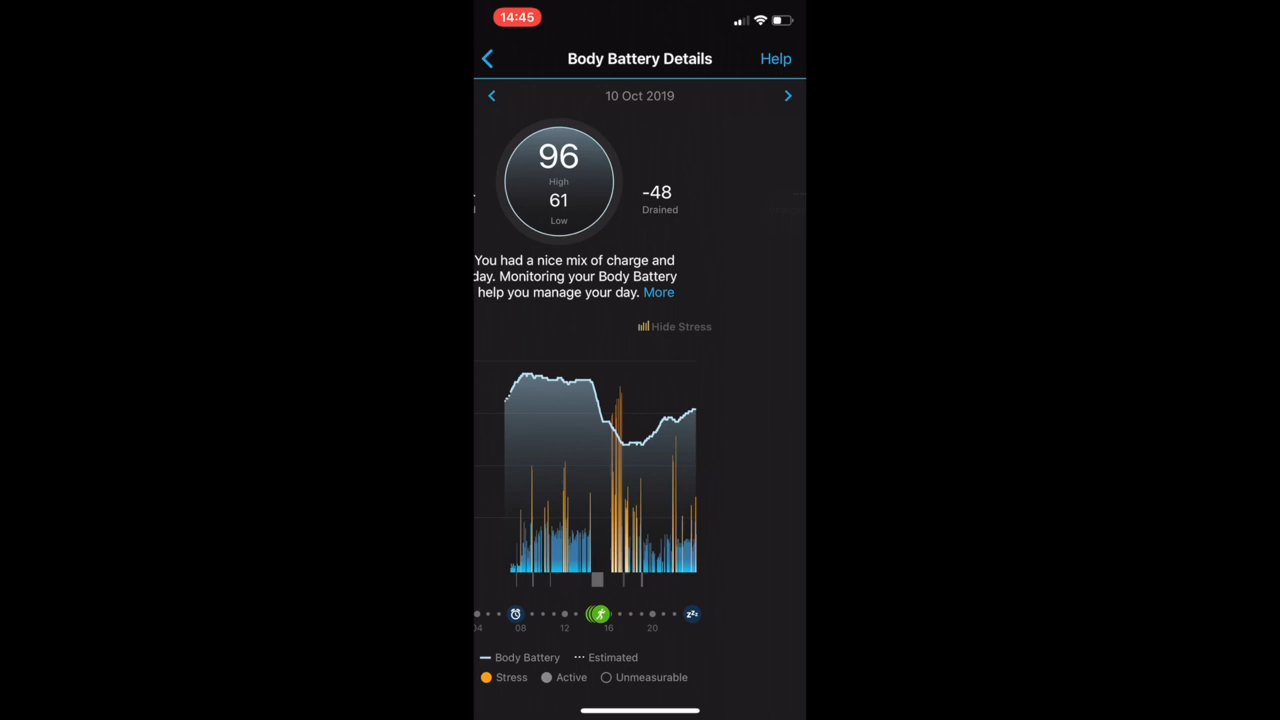 14:45
Body Battery Details
Help
10 Oct 2019
96
High
61
Low
-48
Drained
You had a nice mix of charge and
day. Monitoring your Body Battery
help you manage your day. More
Hide Stress
04 08 12 16 20
Body Battery
Estimated
Stress
Active
Unmeasurable